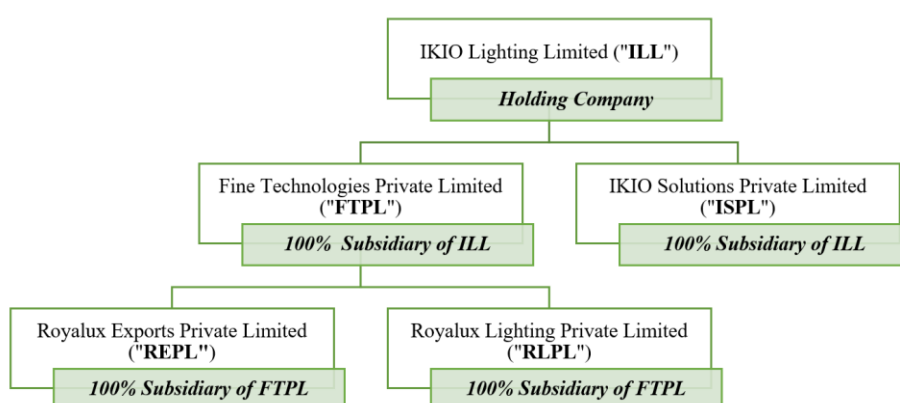 IKIO Lighting Limited ("ILL")
Holding Company
Fine Technologies Private Limited
("FTPL")
100% Subsidiary of ILL
IKIO Solutions Private Limited
("ISPL")
100% Subsidiary of ILL
Royalux Exports Private Limited
("REPL")
100% Subsidiary of FTPL
Royalux Lighting Private Limited
("RLPL")
100% Subsidiary of FTPL